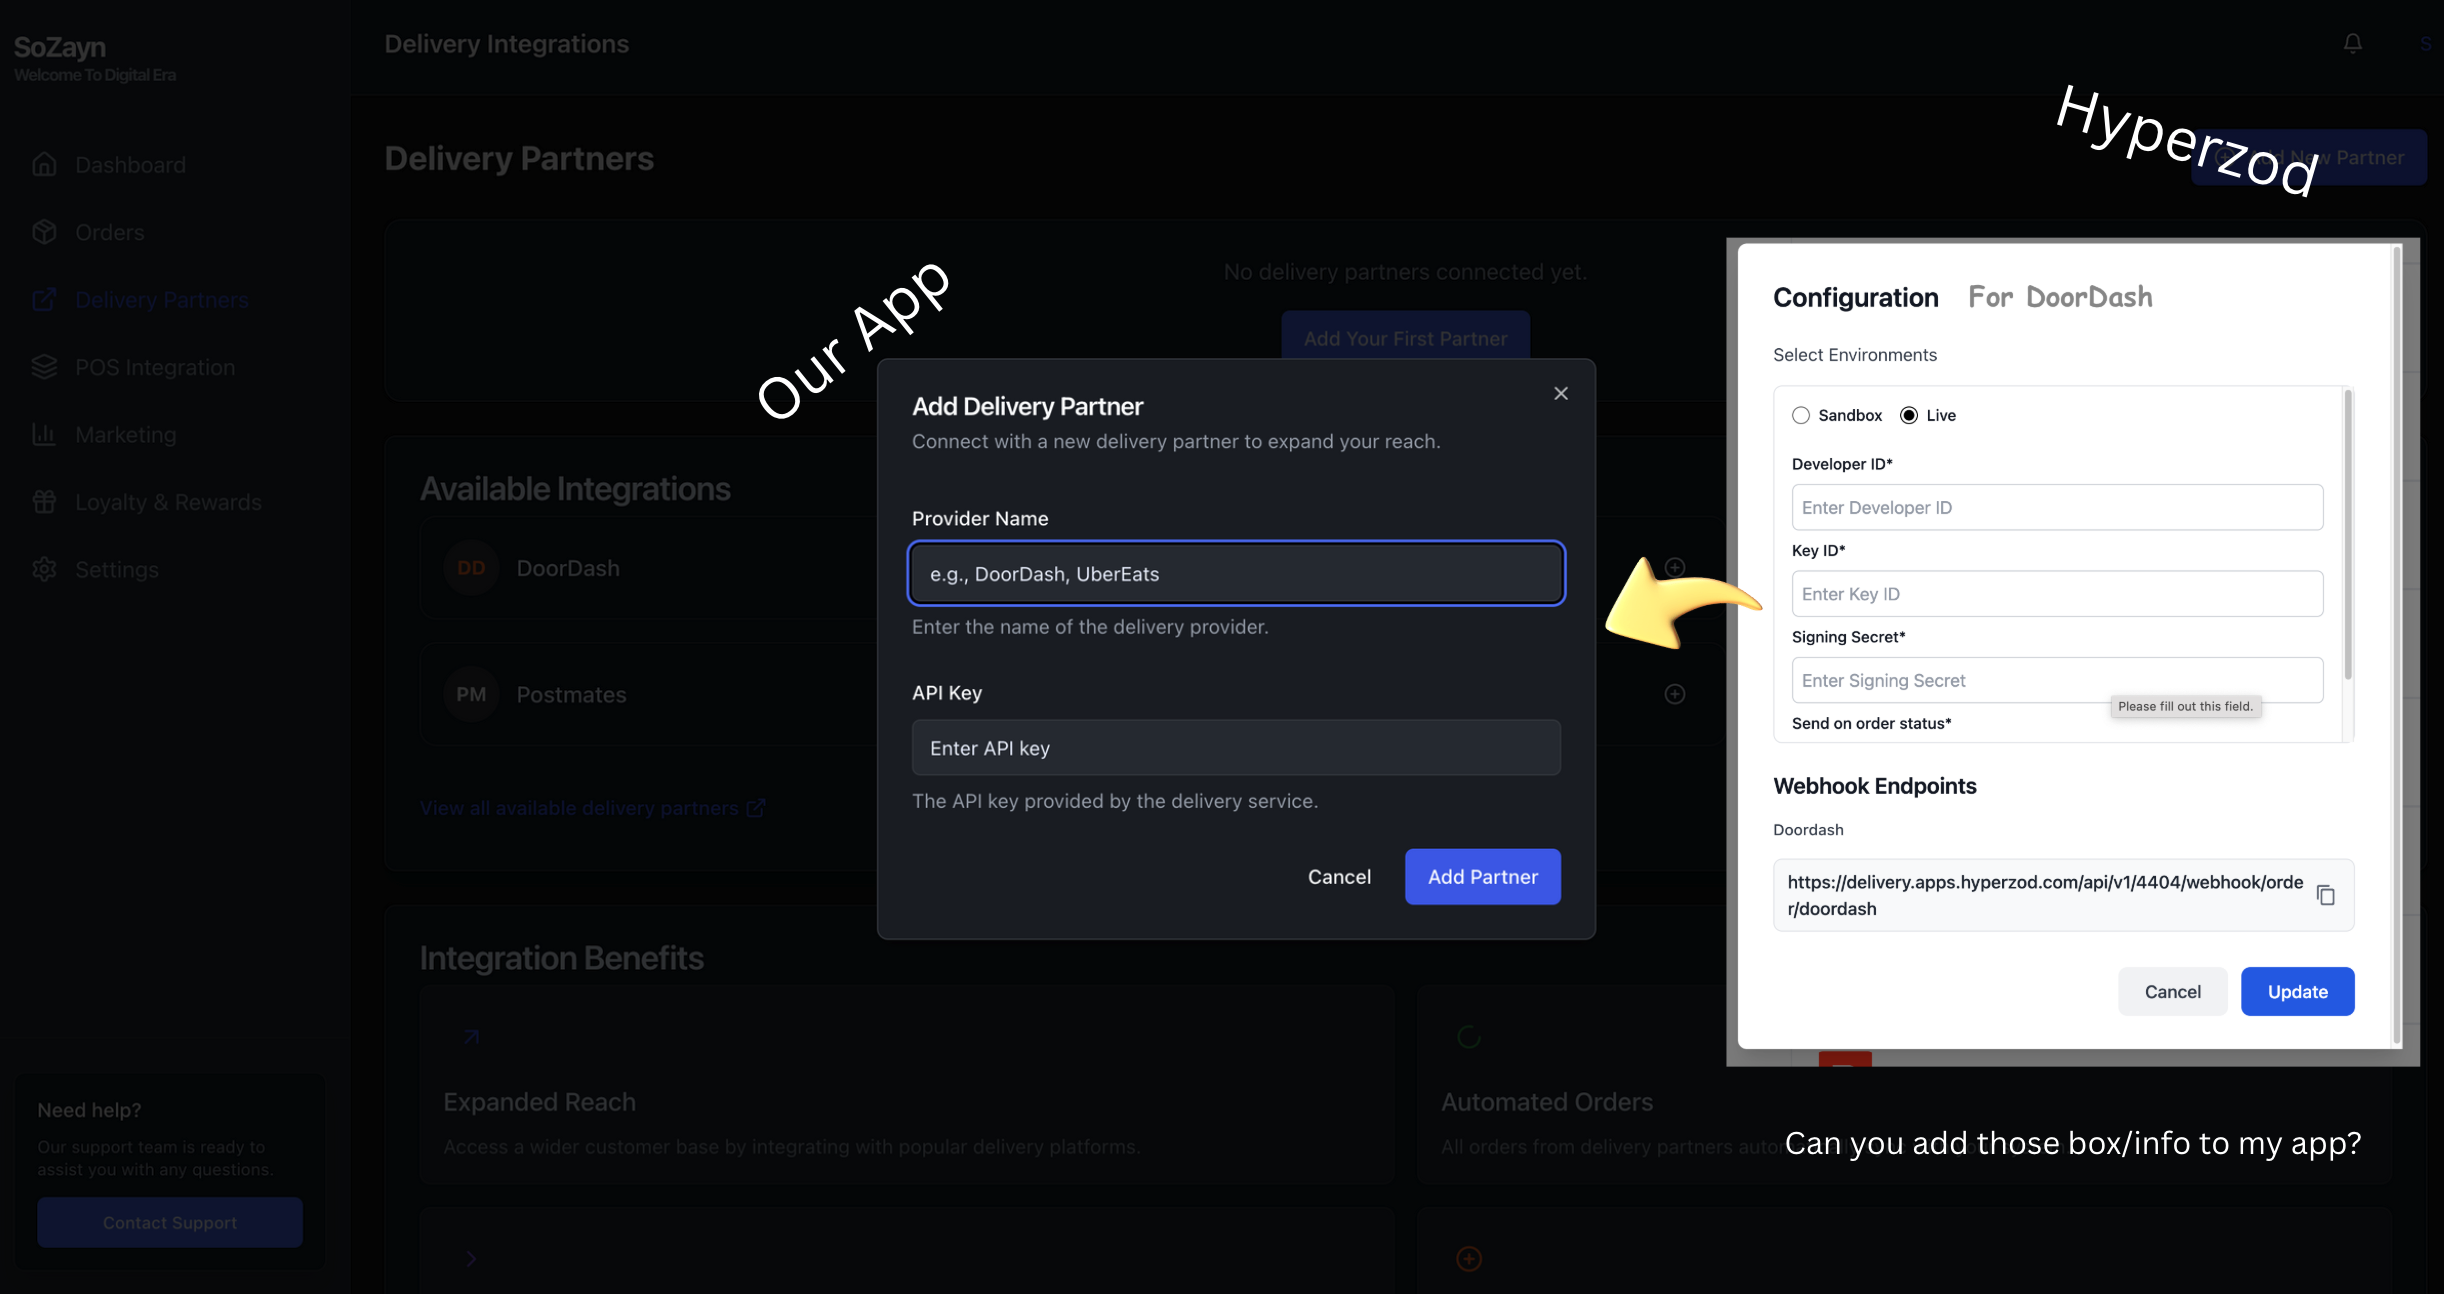 SoZayn
Welcome To Digital Era
Dashboard
Orders
Delivery Partners
POS Integration
Marketing
Loyalty & Rewards
Settings
Need help?
Our support team is ready to
assist you with any questions.
Contact Support
Delivery Integrations
S
Delivery Partners
Add New Partner
Hyperzod
No delivery partners connected yet.
Add Your First Partner
Our App
Available Integrations
DD
DoorDash
PM
Postmates
View all available delivery partners
Integration Benefits
Expanded Reach
Access a wider customer base by integrating with popular delivery platforms.
Automated Orders
All orders from delivery partners
Add Delivery Partner
Connect with a new delivery partner to expand your reach.
Provider Name
e.g., DoorDash, UberEats
Enter the name of the delivery provider.
API Key
Enter API key
The API key provided by the delivery service.
Cancel
Add Partner
Configuration For DoorDash
Select Environments
Sandbox Live
Developer ID*
Enter Developer ID
Key ID*
Enter Key ID
Signing Secret*
Enter Signing Secret
Please fill out this field.
Send on order status*
Webhook Endpoints
Doordash
https://delivery.apps.hyperzod.com/api/v1/4404/webhook/orde
r/doordash
Cancel
Update
Can you add those box/info to my app?